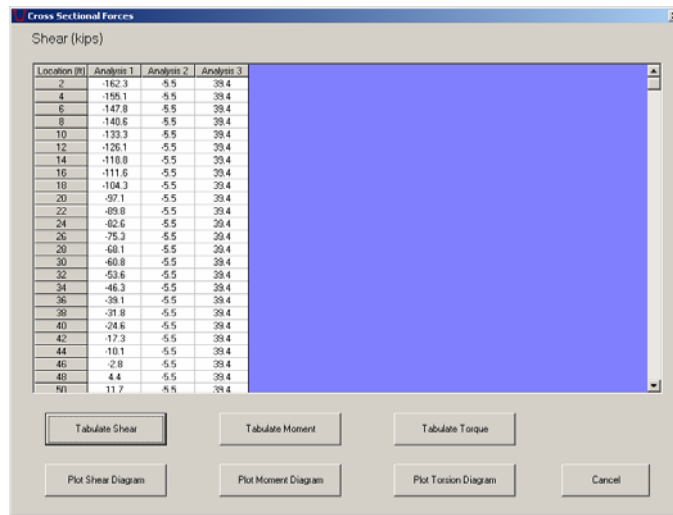 Cross Sectional Forces
Shear (kips)
Location (ft) Analysis 1 Analysis 2 Analysis 3
2 -162.3 -5.5 39.4
4 -155.1 -5.5 39.4
6 -147.8 -5.5 39.4
8 -140.6 -5.5 39.4
10 -133.3 -5.5 39.4
12 -126.1 -5.5 39.4
14 -118.8 -5.5 39.4
16 -111.6 -5.5 39.4
18 -104.3 -5.5 39.4
20 -97.1 -5.5 39.4
22 -89.8 -5.5 39.4
24 -82.6 -5.5 39.4
26 -75.3 -5.5 39.4
28 -68.1 -5.5 39.4
30 -60.8 -5.5 39.4
32 -53.6 -5.5 39.4
34 -46.3 -5.5 39.4
36 -39.1 -5.5 39.4
38 -31.8 -5.5 39.4
40 -24.6 -5.5 39.4
42 -17.3 -5.5 39.4
44 -10.1 -5.5 39.4
46 -2.8 -5.5 39.4
48 4.4 -5.5 39.4
50 11.7 -5.5 39.4
Tabulate Shear Tabulate Moment Tabulate Torque
Plot Shear Diagram Plot Moment Diagram Plot Torsion Diagram Cancel